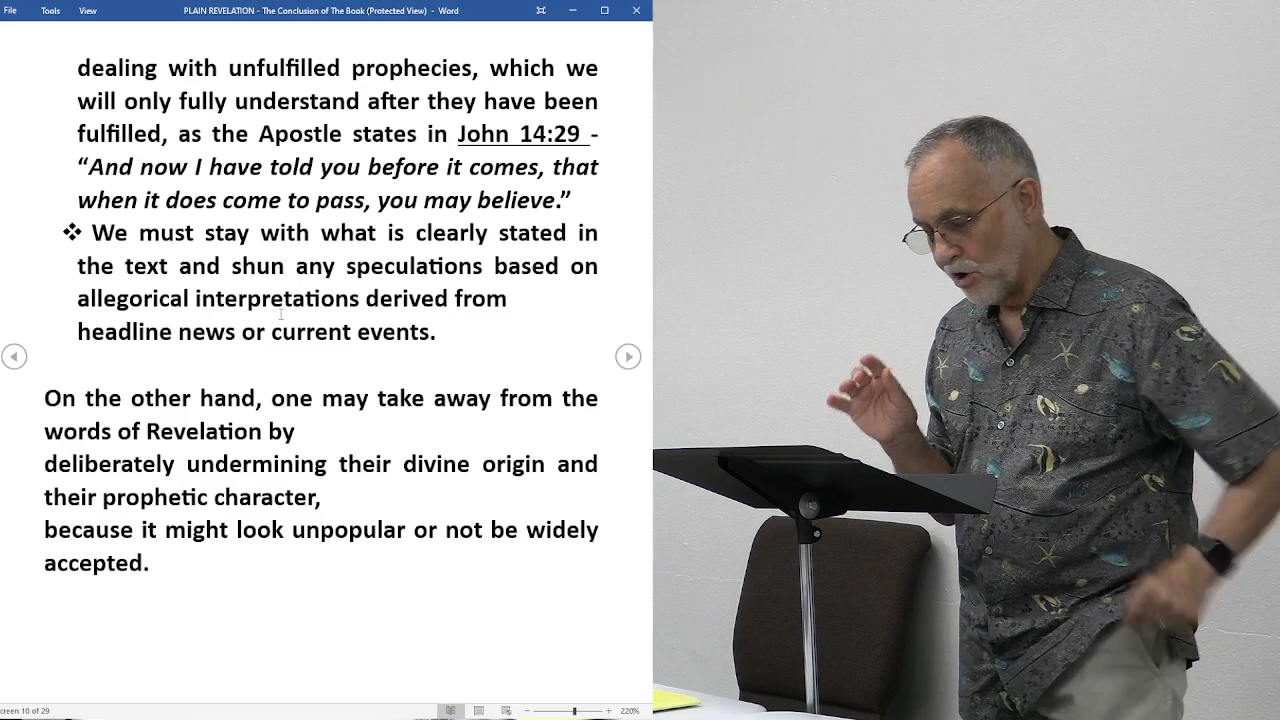 File Tools View PLAIN REVELATION - The Conclusion of The Book (Protected View) - Word
dealing with unfulfilled prophecies, which we
will only fully understand after they have been
fulfilled, as the Apostle states in John 14:29 -
“And now I have told you before it comes, that
when it does come to pass, you may believe.”
❖ We must stay with what is clearly stated in
the text and shun any speculations based on
allegorical interpretations derived from
headline news or current events.
On the other hand, one may take away from the
words of Revelation by
deliberately undermining their divine origin and
their prophetic character,
because it might look unpopular or not be widely
accepted.
creen 10 of 29 220%